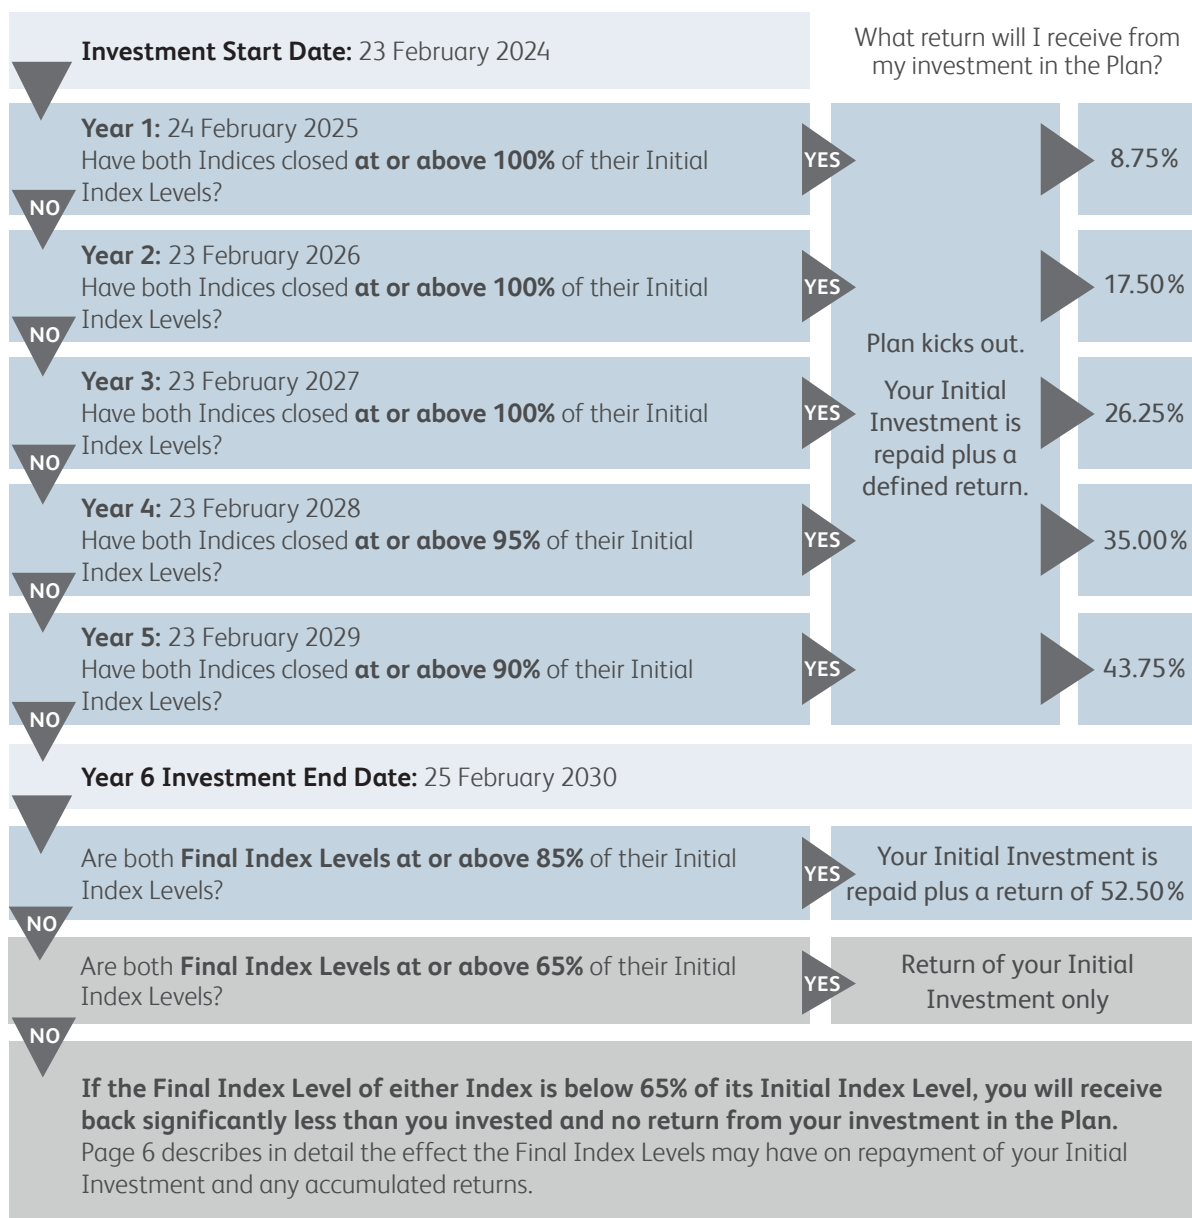 Investment Start Date: 23 February 2024
What return will I receive from
my investment in the Plan?
Year 1: 24 February 2025
Have both Indices closed at or above 100% of their Initial
Index Levels?
YES
8.75%
NO
Year 2: 23 February 2026
Have both Indices closed at or above 100% of their Initial
Index Levels?
YES
17.50%
NO
Plan kicks out.
Your Initial
Investment is
repaid plus a
defined return.
Year 3: 23 February 2027
Have both Indices closed at or above 100% of their Initial
Index Levels?
YES
26.25%
NO
Year 4: 23 February 2028
Have both Indices closed at or above 95% of their Initial
Index Levels?
YES
35.00%
NO
Year 5: 23 February 2029
Have both Indices closed at or above 90% of their Initial
Index Levels?
YES
43.75%
NO
Year 6 Investment End Date: 25 February 2030
Are both Final Index Levels at or above 85% of their Initial
Index Levels?
YES
Your Initial Investment is
repaid plus a return of 52.50%
NO
Are both Final Index Levels at or above 65% of their Initial
Index Levels?
YES
Return of your Initial
Investment only
NO
If the Final Index Level of either Index is below 65% of its Initial Index Level, you will receive
back significantly less than you invested and no return from your investment in the Plan.
Page 6 describes in detail the effect the Final Index Levels may have on repayment of your Initial
Investment and any accumulated returns.